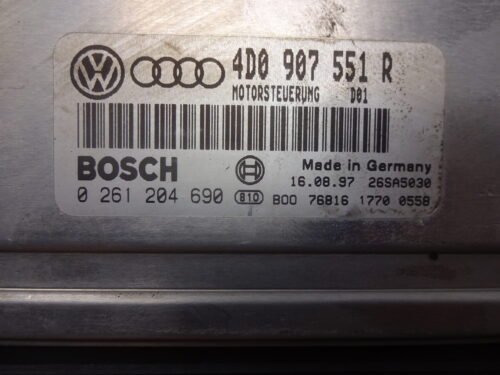 4D0 907 551 R
MOTORSTEUERUNG D01
BOSCH
Made in Germany
16.08.97 26SA5030
0 261 204 690 810 BOO 76816 1770 0558